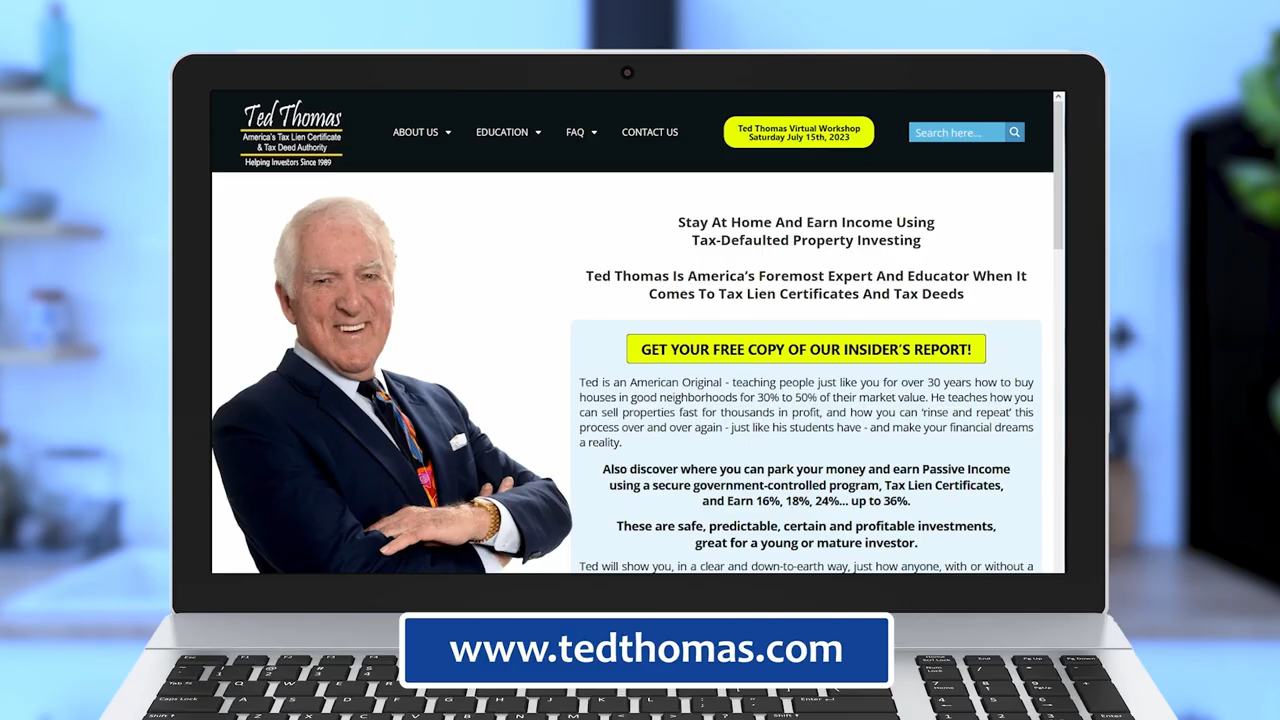 Ted Thomas
America's Tax Lien Certificate
& Tax Deed Authority
Helping Investors Since 1989
ABOUT US
EDUCATION
FAQ
CONTACT US
Ted Thomas Virtual Workshop
Saturday July 15th, 2023
Search here...
Stay At Home And Earn Income Using
Tax-Defaulted Property Investing
Ted Thomas Is America's Foremost Expert And Educator When It
Comes To Tax Lien Certificates And Tax Deeds
GET YOUR FREE COPY OF OUR INSIDER'S REPORT!
Ted is an American Original - teaching people just like you for over 30 years how to buy
houses in good neighborhoods for 30% to 50% of their market value. He teaches how you
can sell properties fast for thousands in profit, and how you can 'rinse and repeat' this
process over and over again - just like his students have - and make your financial dreams
a reality.
Also discover where you can park your money and earn Passive Income
using a secure government-controlled program, Tax Lien Certificates,
and Earn 16%, 18%, 24%... up to 36%.
These are safe, predictable, certain and profitable investments,
great for a young or mature investor.
Ted will show you, in a clear and down-to-earth way, just how anyone, with or without a
www.tedthomas.com